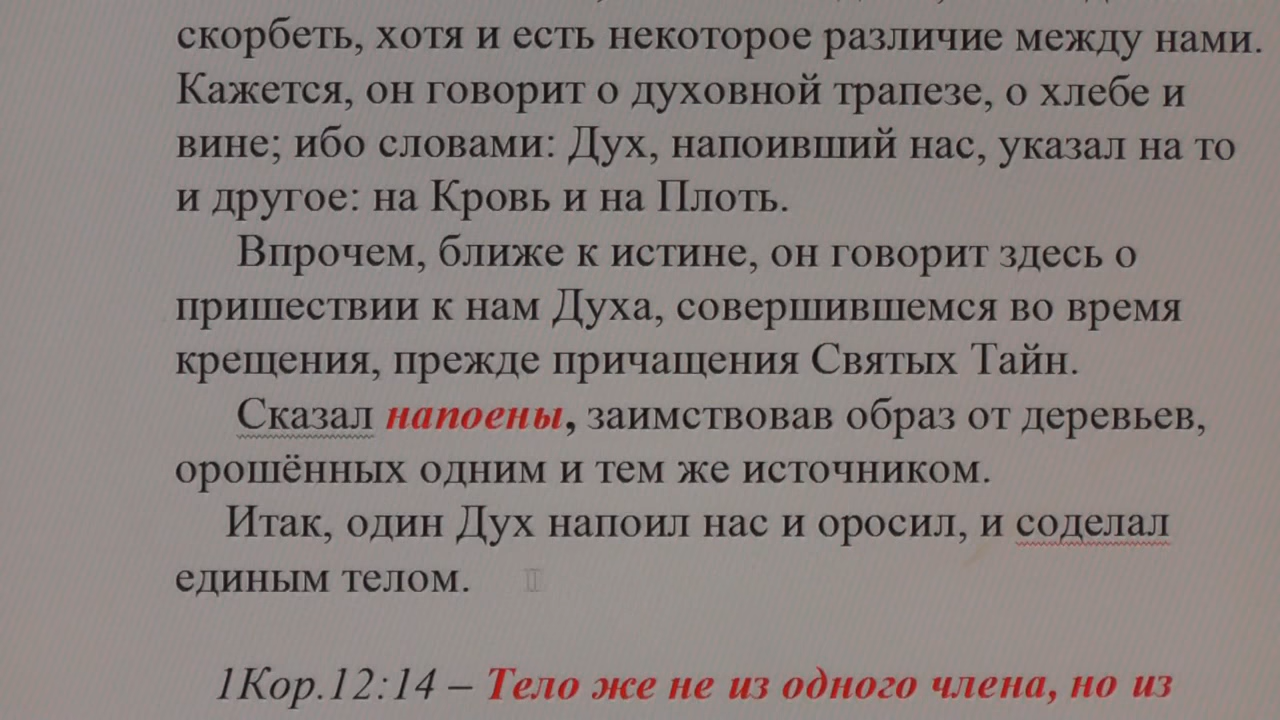 скорбеть, хотя и есть некоторое различие между нами.
Кажется, он говорит о духовной трапезе, о хлебе и
вине; ибо словами: Дух, напоивший нас, указал на то
и другое: на Кровь и на Плоть.
Впрочем, ближе к истине, он говорит здесь о
пришествии к нам Духа, совершившемся во время
крещения, прежде причащения Святых Тайн.
Сказал напоены, заимствовав образ от деревьев,
орошённых одним и тем же источником.
Итак, один Дух напоил нас и оросил, и соделал
единым телом.
1Кор.12:14 – Тело же не из одного члена, но из